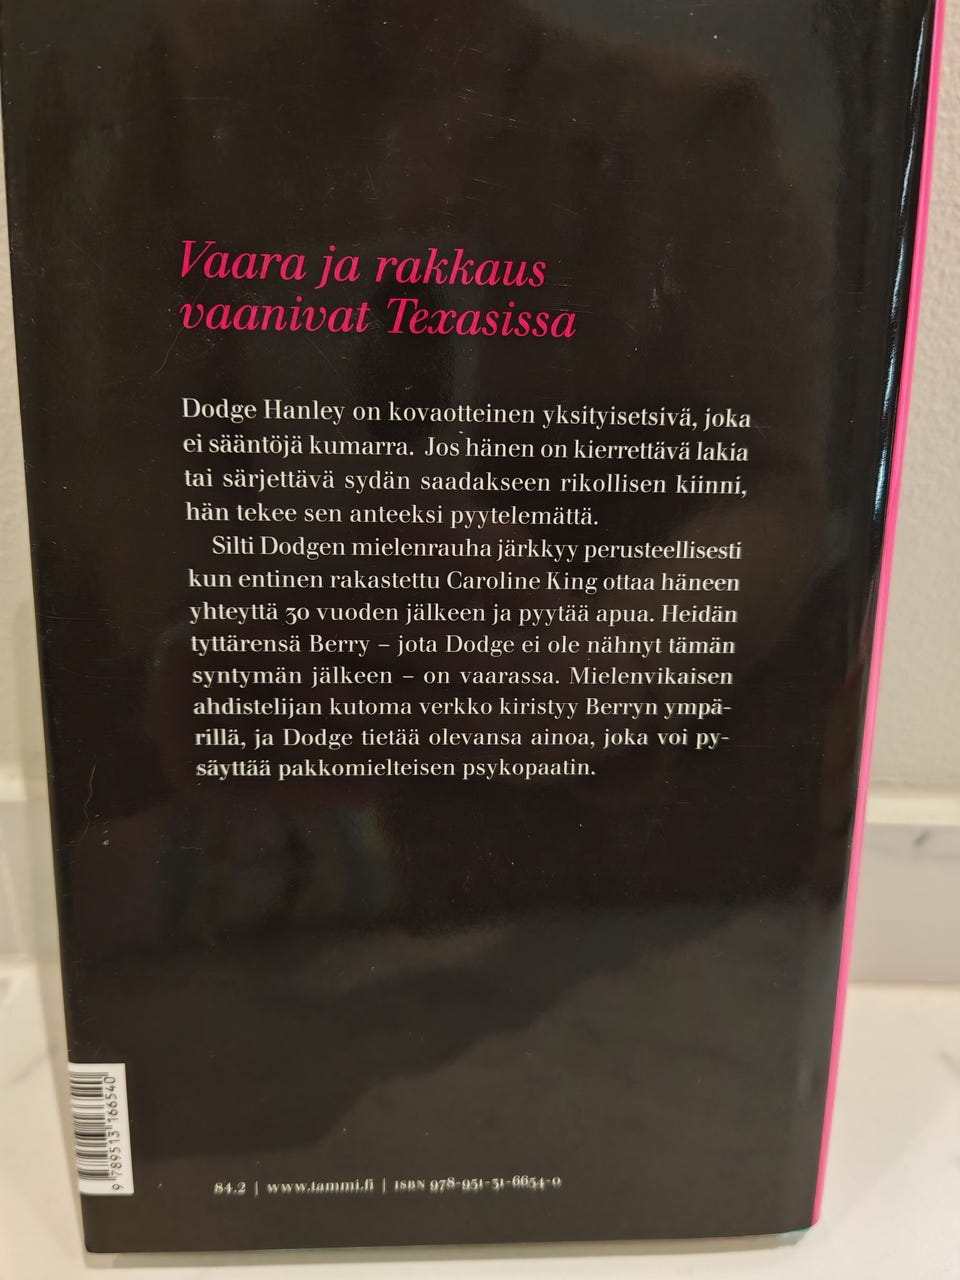 Vaara ja rakkaus
vaanivat Texasissa
Dodge Hanley on kovaotteinen yksityisetsivä, joka
ei sääntöjä kumarra. Jos hänen on kierrettävä lakia
tai särjettävä sydän saadakseen rikollisen kiinni,
hän tekee sen anteeksi pyytelemättä.
Silti Dodgen mielenrauha järkkyy perusteellisesti
kun entinen rakastettu Caroline King ottaa häneen
yhteyttä 30 vuoden jälkeen ja pyytää apua. Heidän
tyttärensä Berry – jota Dodge ei ole nähnyt tämän
syntymän jälkeen – on vaarassa. Mielenvikaisen
ahdistelijan kutoma verkko kiristyy Berryn ympä-
rillä, ja Dodge tietää olevansa ainoa, joka voi py-
säyttää pakkomielteisen psykopaatin.
9 789513 166540
84.2 | www.tammi.fi | ISBN 978-951-31-6654-0